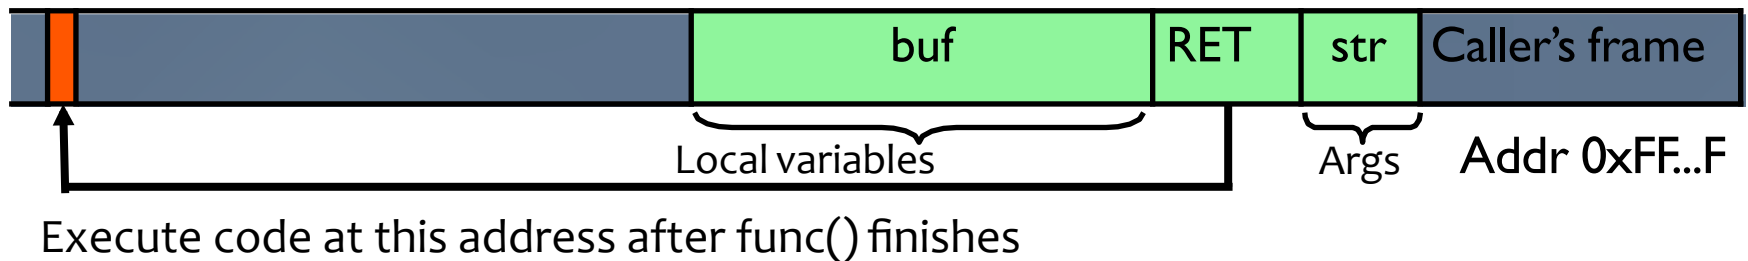 buf RET str Caller's frame
Local variables Args Addr 0xFF...F
Execute code at this address after func() finishes